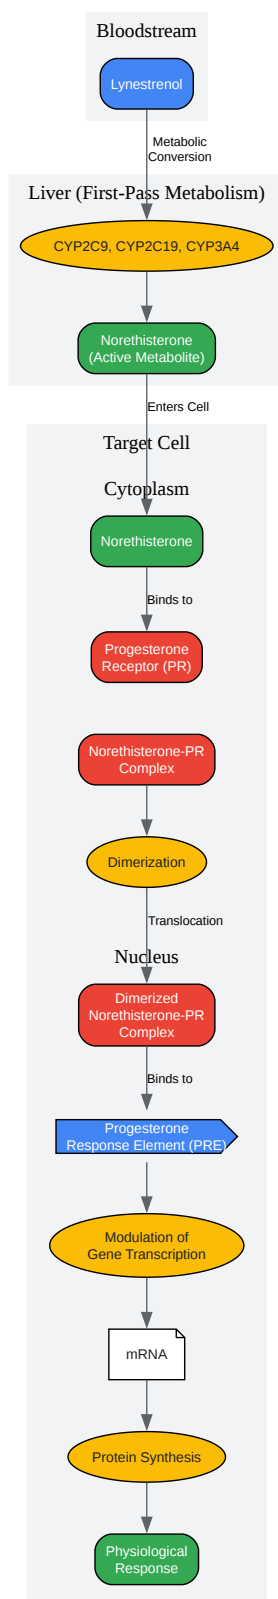 Bloodstream
Lynestrenol
Metabolic
Conversion
Liver (First-Pass Metabolism)
CYP2C9, CYP2C19, CYP3A4
Norethisterone
(Active Metabolite)
Enters Cell
Target Cell
Cytoplasm
Norethisterone
Binds to
Progesterone
Receptor (PR)
Norethisterone-PR
Complex
Dimerization
Translocation
Nucleus
Dimerized
Norethisterone-PR
Complex
Binds to
Progesterone
Response Element (PRE)
Modulation of
Gene Transcription
mRNA
Protein Synthesis
Physiological
Response